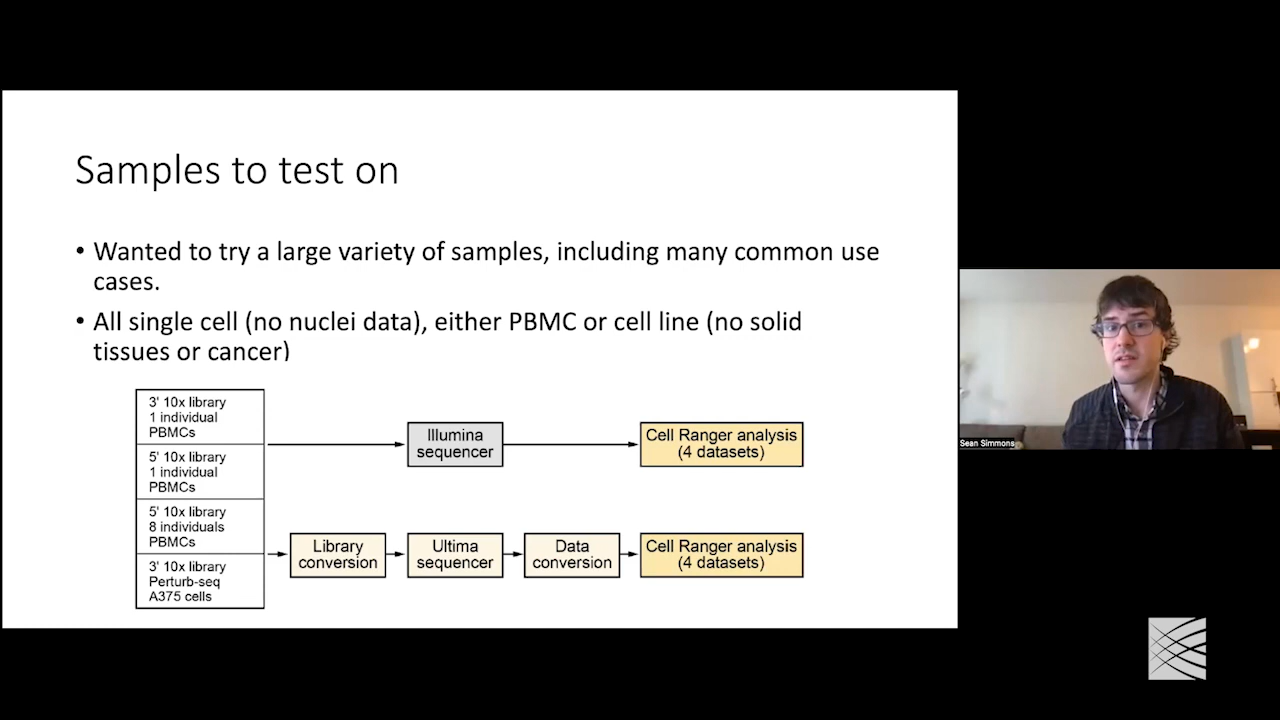 Samples to test on
• Wanted to try a large variety of samples, including many common use
cases.
• All single cell (no nuclei data), either PBMC or cell line (no solid
tissues or cancer)
3' 10x library
1 individual
PBMCs
5' 10x library
1 individual
PBMCs
5' 10x library
8 individuals
PBMCs
3' 10x library
Perturb-seq
A375 cells
Illumina
sequencer
Cell Ranger analysis
(4 datasets)
Library
conversion
Ultima
sequencer
Data
conversion
Cell Ranger analysis
(4 datasets)
Sean Simmons